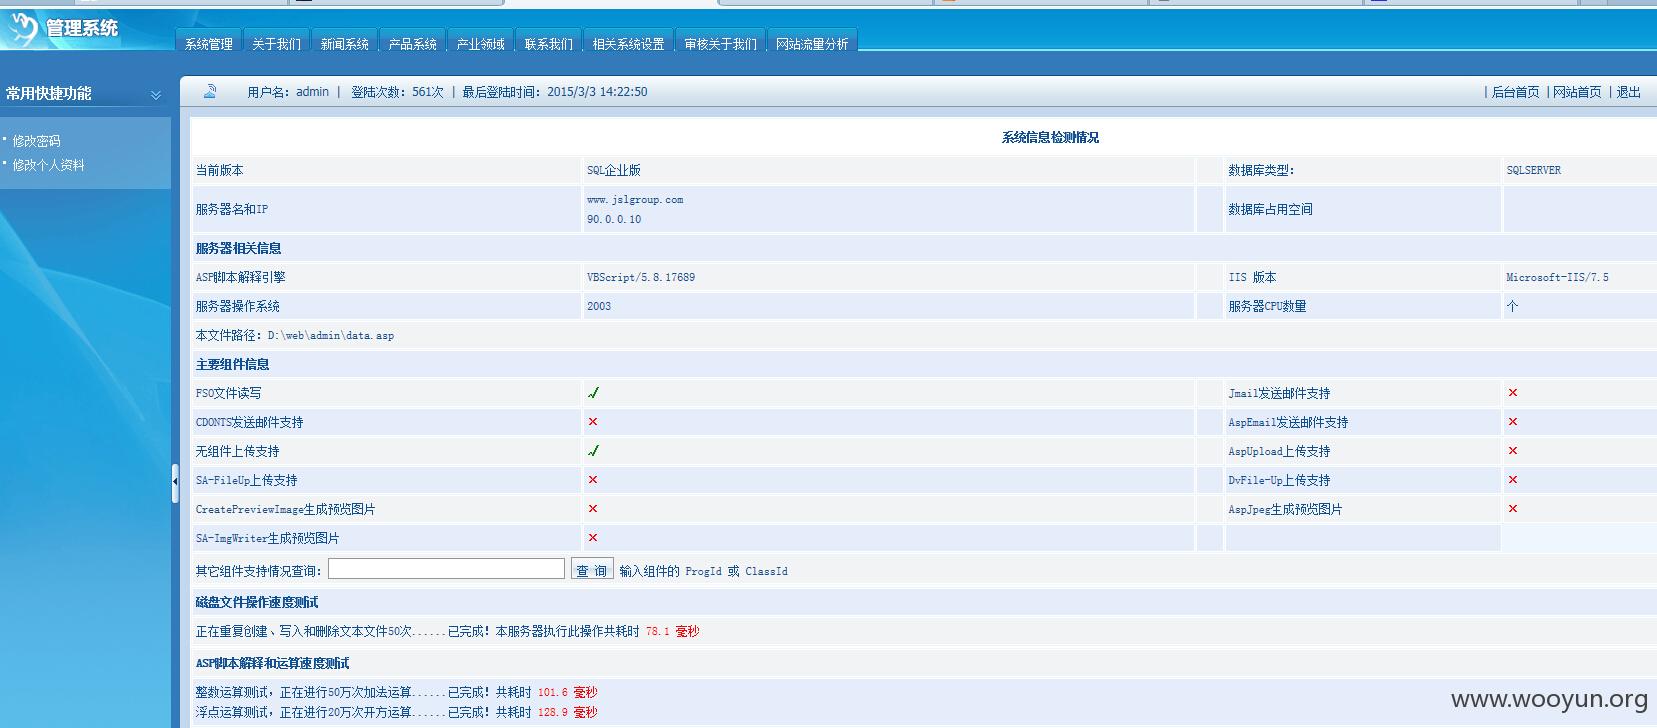 管理系统
系统管理 关于我们 新闻系统 产品系统 产业领域 联系我们 相关系统设置 审核关于我们 网站流量分析
常用快捷功能
修改密码
修改个人资料
用户名: admin | 登陆次数: 561次 | 最后登陆时间: 2015/3/3 14:22:50
| 后台首页 | 网站首页 | 退出
系统信息检测情况
当前版本 SQL企业版 数据库类型: SQLSERVER
服务器名和IP www.jslgroup.com 数据库占用空间
90.0.0.10
服务器相关信息
ASP脚本解释引擎 VBScript/5.8.17689 IIS 版本 Microsoft-IIS/7.5
服务器操作系统 2003 服务器CPU数量 个
本文件路径: D:\web\admin\data.asp
主要组件信息
FSO文件读写 √ Jmail发送邮件支持 ×
CDONTS发送邮件支持 × AspEmail发送邮件支持 ×
无组件上传支持 √ AspUpload上传支持 ×
SA-FileUp上传支持 × DvFile-Up上传支持 ×
CreatePreviewImage生成预览图片 × AspJpeg生成预览图片 ×
SA-ImgWriter生成预览图片 ×
其它组件支持情况查询: 查 询 输入组件的 ProgId 或 ClassId
磁盘文件操作速度测试
正在重复创建、写入和删除文本文件50次......已完成! 本服务器执行此操作共耗时 78.1 毫秒
ASP脚本解释和运算速度测试
整数运算测试, 正在进行50万次加法运算......已完成! 共耗时 101.6 毫秒
浮点运算测试, 正在进行20万次开方运算......已完成! 共耗时 128.9 毫秒
www.wooyun.org